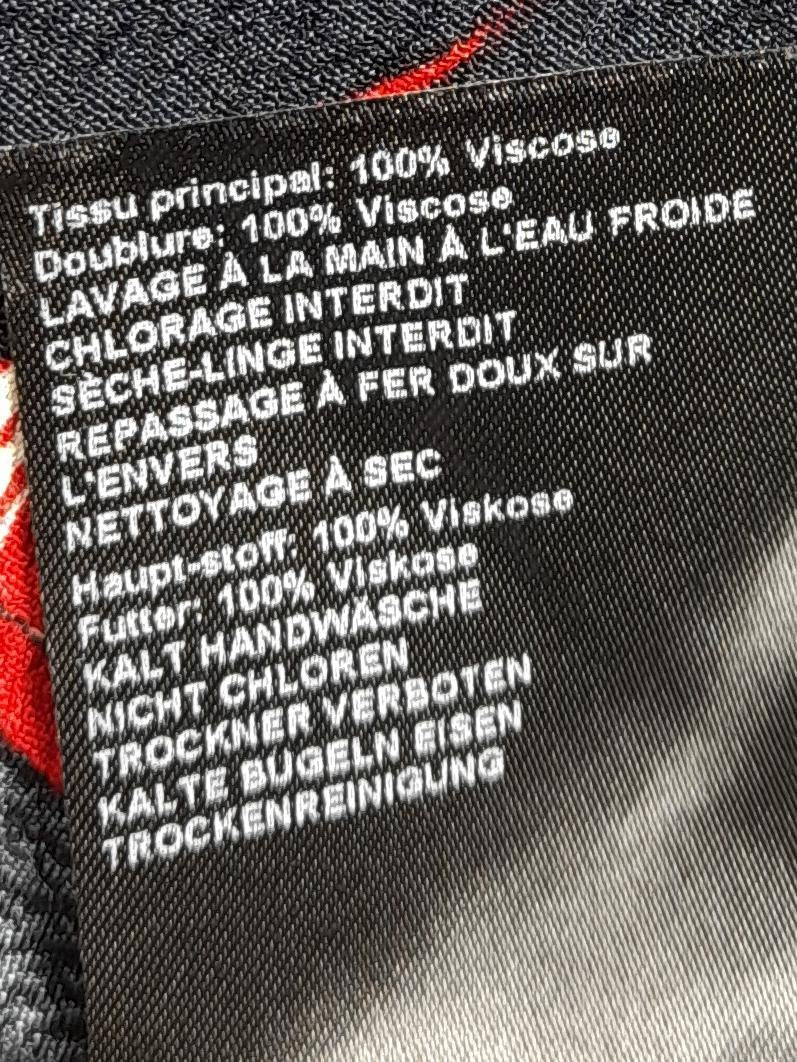 Tissu principal: 100% Viscose
Doublure: 100% Viscose
LAVAGE À LA MAIN À L'EAU FROIDE
CHLORAGE INTERDIT
SÈCHE-LINGE INTERDIT
REPASSAGE À FER DOUX SUR
L'ENVERS
NETTOYAGE À SEC
Haupt-stoff: 100% Viskose
Futter: 100% Viskose
KALT HANDWÄSCHE
NICHT CHLOREN
TROCKNER VERBOTEN
KALTE BÜGELN EISEN
TROCKENREINIGUNG